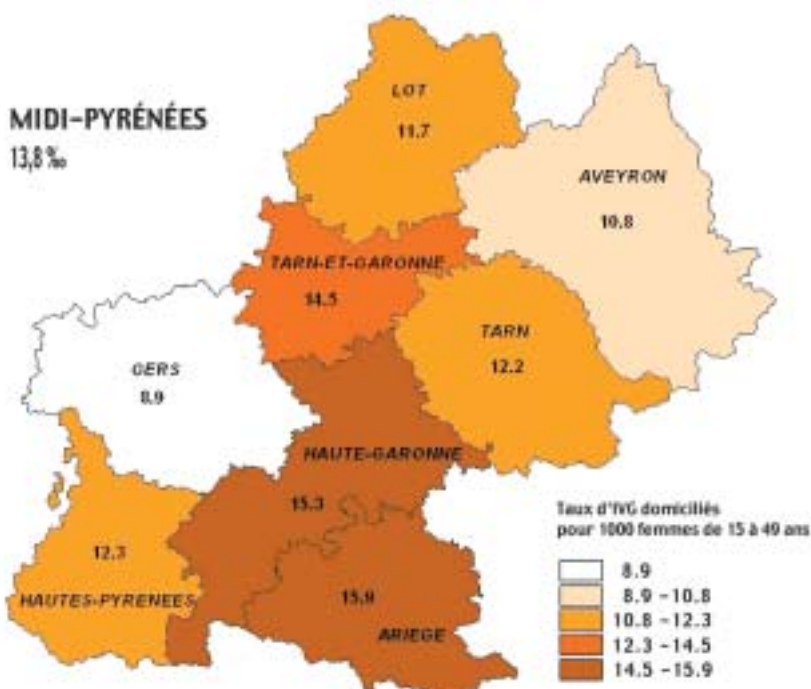 MIDI-PYRÉNÉES
13,8 ‰
LOT
11.7
AVEYRON
10.8
TARN-ET-GARONNE
14.5
TARN
12.2
GERS
8.9
HAUTE-GARONNE
15.3
12.3
HAUTES-PYRENEES
15.9
ARIEGE
Taux d'IVG domiciliés
pour 1000 femmes de 15 à 49 ans
8.9
8.9 -10.8
10.8 -12.3
12.3 -14.5
14.5 -15.9